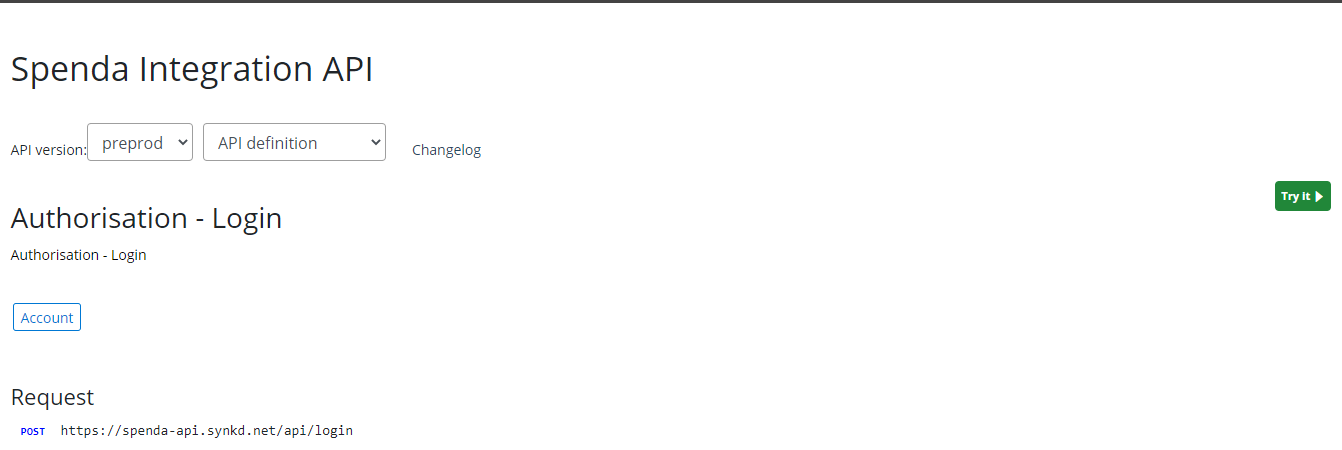 Spenda Integration API
API version: preprod API definition Changelog
Try it
Authorisation - Login
Authorisation - Login
Account
Request
POST https://spenda-api.synkd.net/api/login